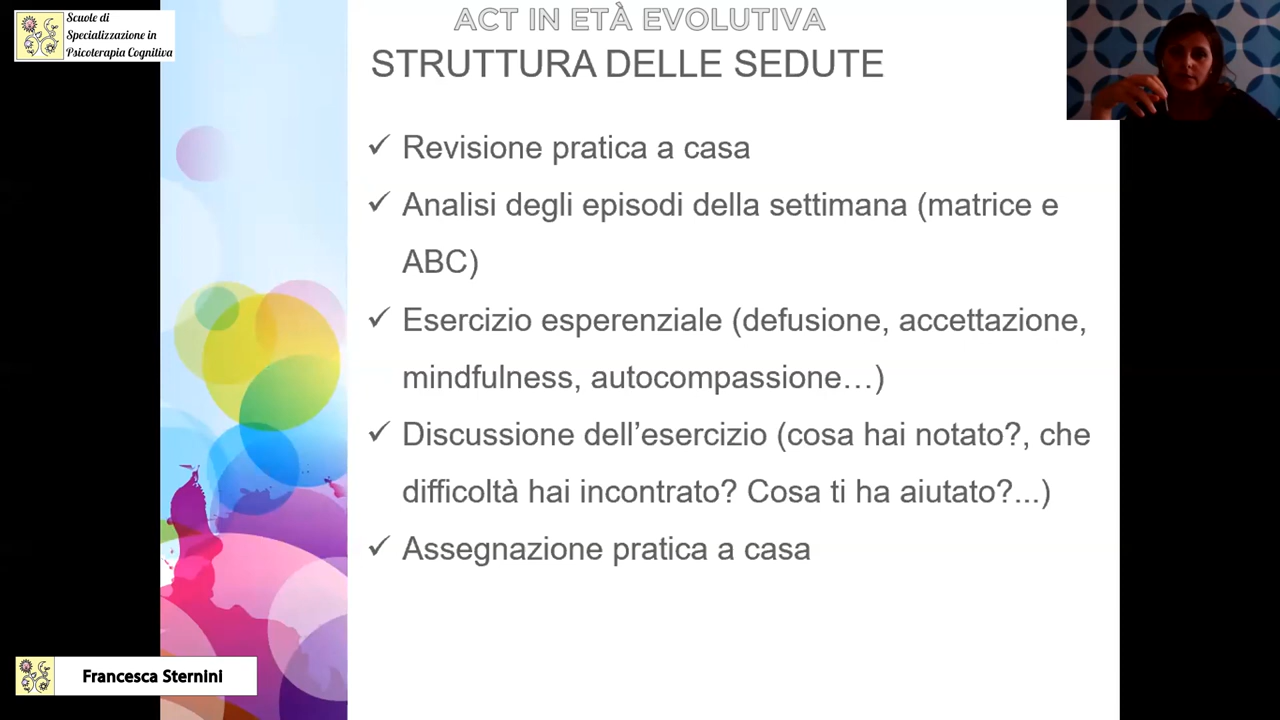 Scuole di
Specializzazione in
Psicoterapia Cognitiva
ACT IN ETÀ EVOLUTIVA
STRUTTURA DELLE SEDUTE
✓ Revisione pratica a casa
✓ Analisi degli episodi della settimana (matrice e
ABC)
✓ Esercizio esperenziale (defusione, accettazione,
mindfulness, autocompassione…)
✓ Discussione dell’esercizio (cosa hai notato?, che
difficoltà hai incontrato? Cosa ti ha aiutato?...)
✓ Assegnazione pratica a casa
Francesca Sternini